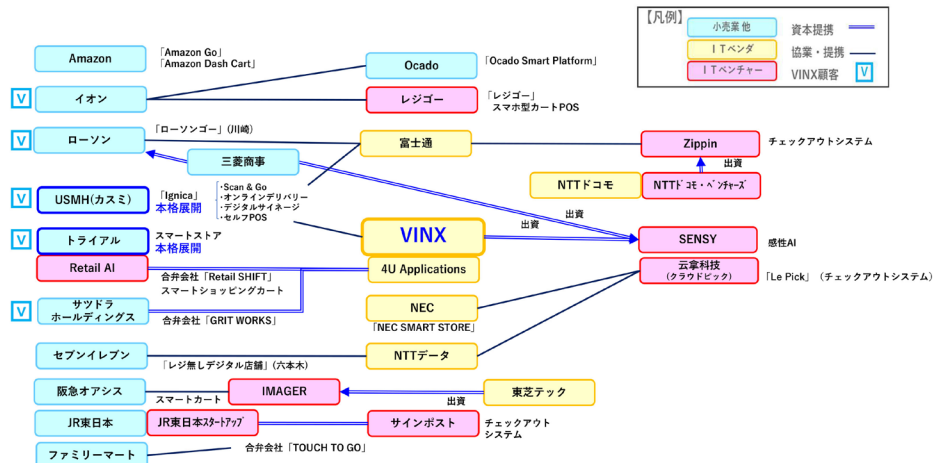 【凡例】
小売業 他
資本提携
ITベンダ
協業・提携
ITベンチャー
VINX顧客
V
Amazon
「Amazon Go」
「Amazon Dash Cart」
Ocado
「Ocado Smart Platform」
V
イオン
レジゴー
「レジゴー」
スマホ型カートPOS
V
ローソン
「ローソンゴー」(川崎)
富士通
Zippin
チェックアウトシステム
三菱商事
出資
NTTドコモ
NTTドコモ・ベンチャーズ
V
USMH(カスミ)
「Ignica」
本格展開
・Scan & Go
・オンラインデリバリー
・デジタルサイネージ
・セルフPOS
出資
出資
V
トライアル
スマートストア
本格展開
VINX
SENSY
感性AI
Retail AI
合弁会社「Retail SHIFT」
スマートショッピングカート
4U Applications
云拿科技
(クラウドピック)
「Le Pick」(チェックアウトシステム)
V
サツドラ
ホールディングス
合弁会社「GRIT WORKS」
NEC
「NEC SMART STORE」
セブンイレブン
「レジ無しデジタル店舗」(六本木)
NTTデータ
阪急オアシス
スマートカート
IMAGER
出資
東芝テック
JR東日本
JR東日本スタートアップ
サインポスト
チェックアウト
システム
ファミリーマート
合弁会社「TOUCH TO GO」